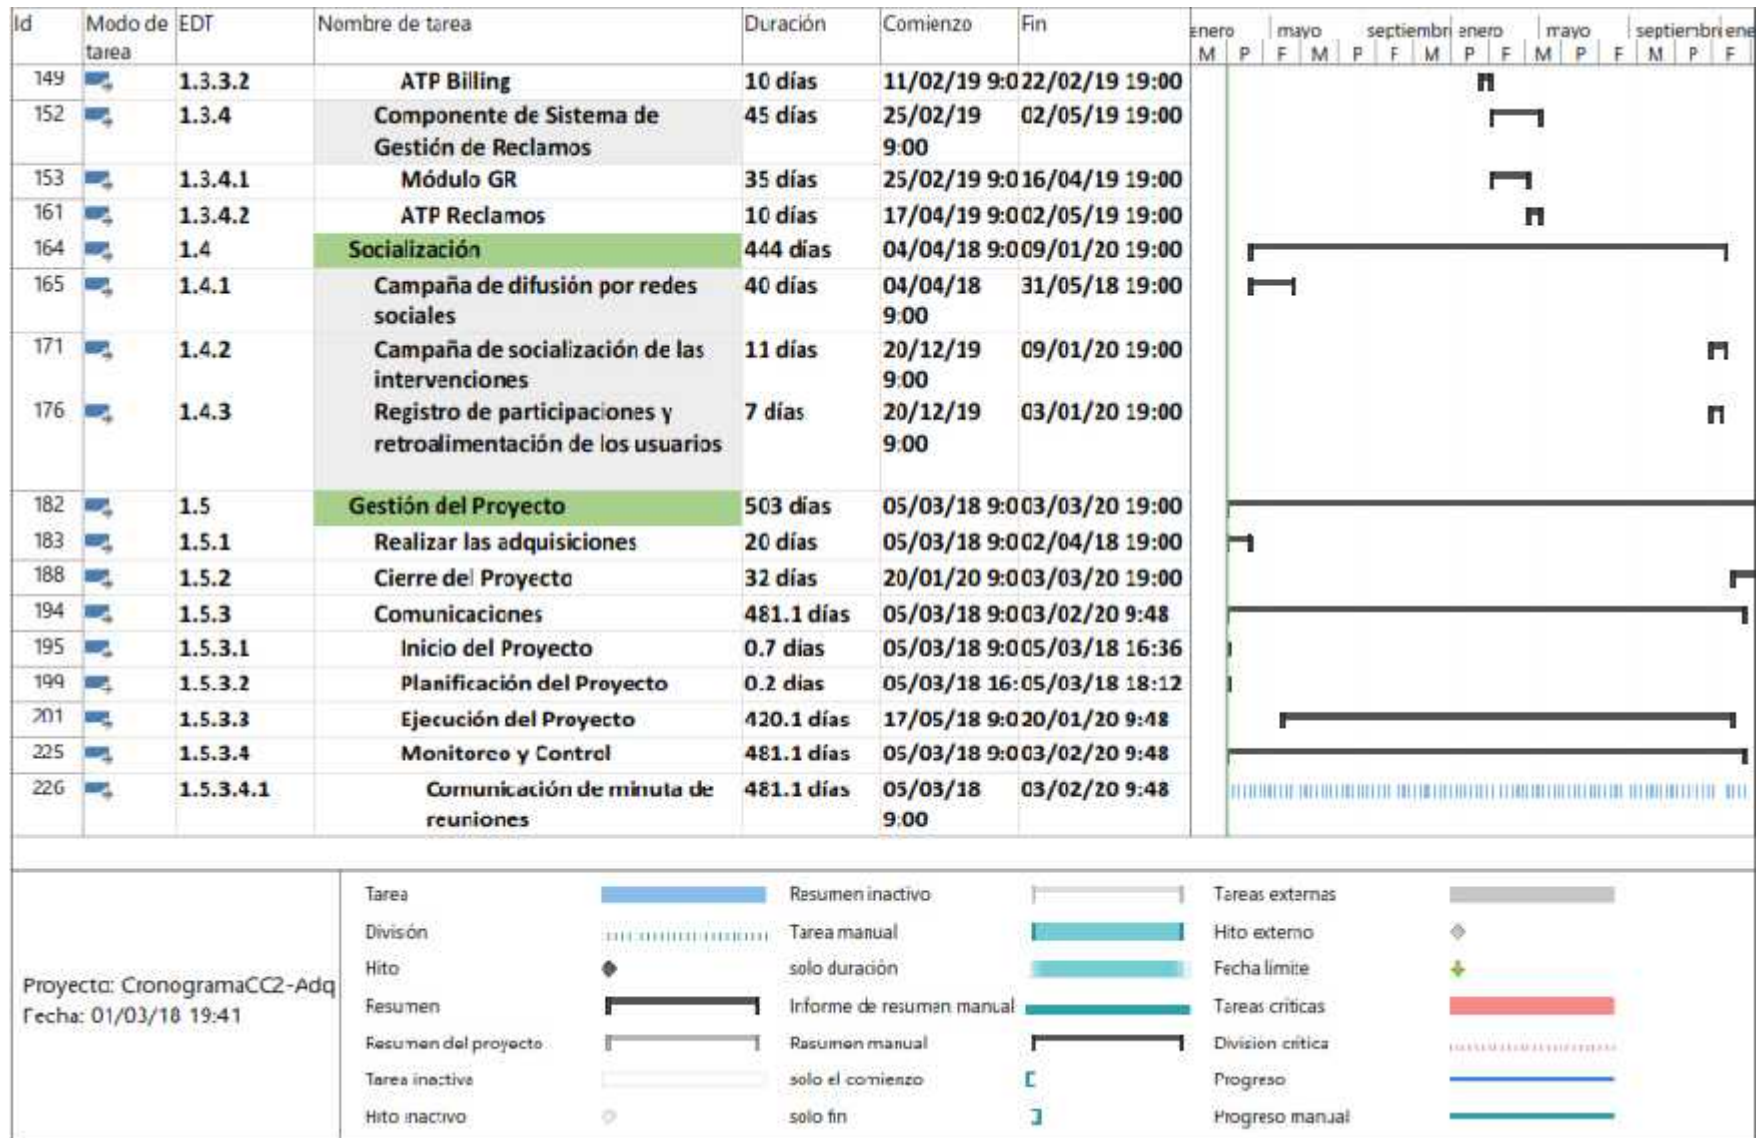 Id Modo de tarea EDT Nombre de tarea Duración Comienzo Fin
enero mayo septiembre enero mayo septiembre ene
M P F M P F M P F M P F M P F
149 1.3.3.2 ATP Billing 10 días 11/02/19 9:0 22/02/19 19:00
152 1.3.4 Componente de Sistema de 45 días 25/02/19 02/05/19 19:00
Gestión de Reclamos 9:00
153 1.3.4.1 Módulo GR 35 días 25/02/19 9:0 16/04/19 19:00
161 1.3.4.2 ATP Reclamos 10 días 17/04/19 9:0 02/05/19 19:00
164 1.4 Socialización 444 días 04/04/18 9:0 09/01/20 19:00
165 1.4.1 Campaña de difusión por redes 40 días 04/04/18 31/05/18 19:00
sociales 9:00
171 1.4.2 Campaña de socialización de las 11 días 20/12/19 09/01/20 19:00
intervenciones 9:00
176 1.4.3 Registro de participaciones y 7 días 20/12/19 03/01/20 19:00
retroalimentación de los usuarios 9:00
182 1.5 Gestión del Proyecto 503 días 05/03/18 9:0 03/03/20 19:00
183 1.5.1 Realizar las adquisiciones 20 días 05/03/18 9:0 02/04/18 19:00
188 1.5.2 Cierre del Proyecto 32 días 20/01/20 9:0 03/03/20 19:00
194 1.5.3 Comunicaciones 481.1 días 05/03/18 9:0 03/02/20 9:48
195 1.5.3.1 Inicio del Proyecto 0.7 días 05/03/18 9:0 05/03/18 16:36
199 1.5.3.2 Planificación del Proyecto 0.2 días 05/03/18 16: 05/03/18 18:12
201 1.5.3.3 Ejecución del Proyecto 420.1 días 17/05/18 9:0 20/01/20 9:48
225 1.5.3.4 Monitoreo y Control 481.1 días 05/03/18 9:0 03/02/20 9:48
226 1.5.3.4.1 Comunicación de minuta de 481.1 días 05/03/18 03/02/20 9:48
reuniones 9:00
Proyecto: CronogramaCC2-Adq
Fecha: 01/03/18 19:41
Tarea
División
Hito
Resumen
Resumen del proyecto
Tarea inactiva
Hito inactivo
Resumen inactivo
Tarea manual
solo duración
Informe de resumen manual
Resumen manual
solo el comienzo
solo fin
Tareas externas
Hito externo
Fecha límite
Tareas críticas
División crítica
Progreso
Progreso manual